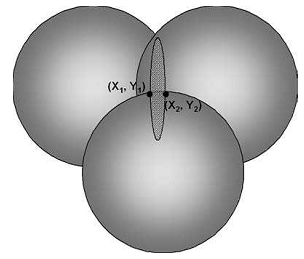 (X₁, Y₁)
(X₂, Y₂)